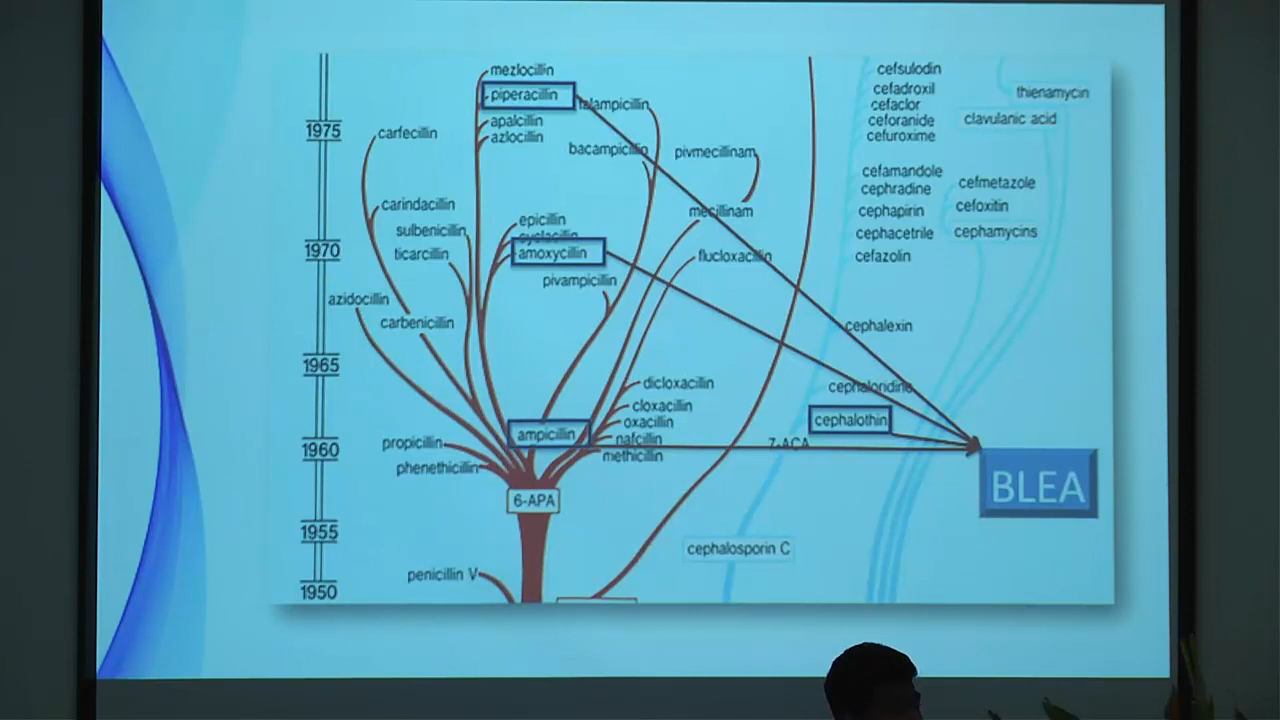 mezlocillin
piperacillin
talampicillin
apalcillin
azlocillin
bacampicillin
pivmecillinam
carfecillin
1975
carindacillin
sulbenicillin
ticarcillin
epicillin
cyclacillin
amoxycillin
mecillinam
flucloxacillin
pivampicillin
1970
azidocillin
carbenicillin
1965
dicloxacillin
cloxacillin
oxacillin
nafcillin
methicillin
ampicillin
propicillin
phenethicillin
1960
6-APA
1955
penicillin V
1950
cefsulodin
cefadroxil
cefaclor
ceforanide
cefuroxime
thienamycin
clavulanic acid
cefamandole
cephradine
cephapirin
cephacetrile
cefazolin
cefmetazole
cefoxitin
cephamycins
cephalexin
cephaloridine
cephalothin
7-ACA
cephalosporin C
BLEA